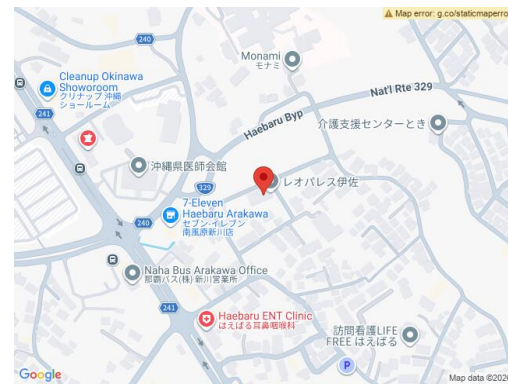 Map error: g.co/staticmaperro
240
Monami
モナミ
Cleanup Okinawa
Showoroom
クリナップ 沖縄
ショールーム
Nat'l Rte 329
241
Haebaru Byp
介護支援センターとき
沖縄県医師会館
329
レオパレス伊佐
7-Eleven
Haebaru Arakawa
セブン-イレブン
南風原新川店
240
241
Naha Bus Arakawa Office
那覇バス(株) 新川営業所
241
Haebaru ENT Clinic
はえばる耳鼻咽喉科
訪問看護LIFE
FREE はえばる
P
Google
Map data ©2026